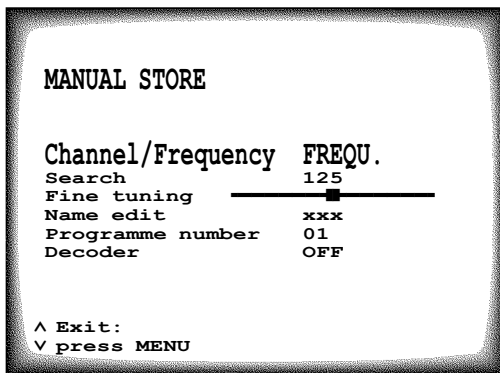 MANUAL STORE
Channel/Frequency FREQU.
Search 125
Fine tuning
Name edit xxx
Programme number 01
Decoder OFF
∧ Exit:
∨ press MENU